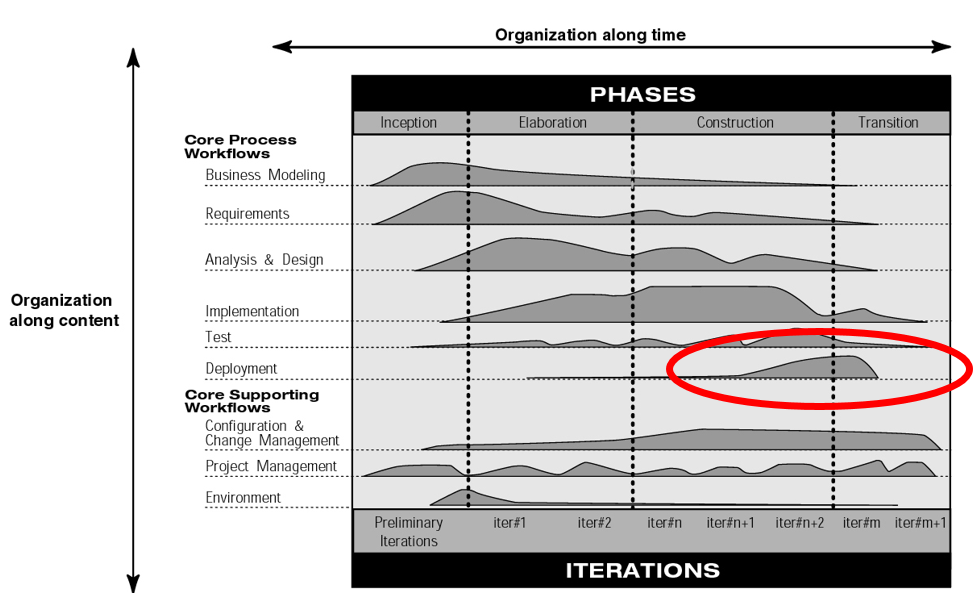 Organization along time
PHASES
Inception Elaboration Construction Transition
Core Process
Workflows
Business Modeling
Requirements
Analysis & Design
Implementation
Test
Deployment
Core Supporting
Workflows
Configuration &
Change Management
Project Management
Environment
Organization
along content
Preliminary
Iterations
iter#1 iter#2 iter#n iter#n+1 iter#n+2 iter#m iter#m+1
ITERATIONS